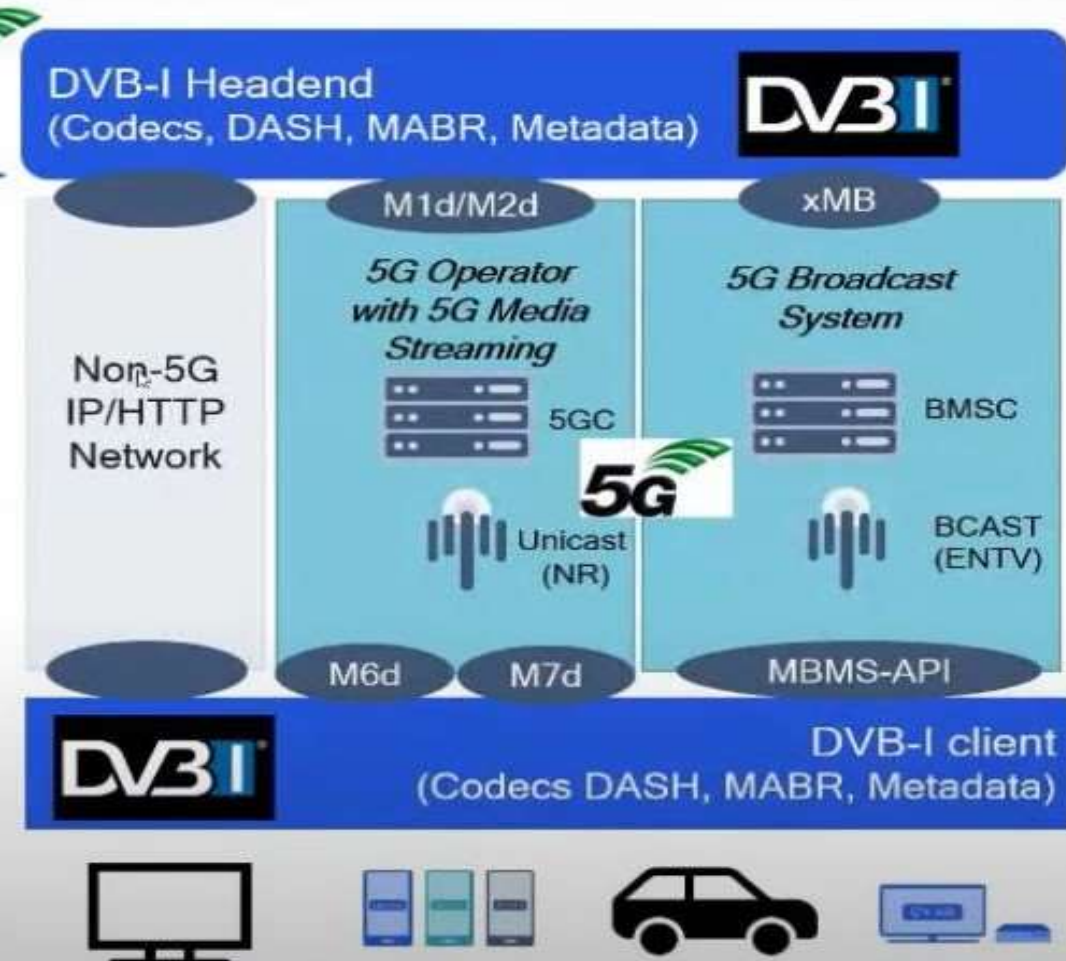 DVB-I Headend
(Codecs, DASH, MABR, Metadata)
DVB I
M1d/M2d
xMB
Non-5G
IP/HTTP
Network
5G Operator
with 5G Media
Streaming
5GC
Unicast
(NR)
5G
5G Broadcast
System
BMSC
BCAST
(ENTV)
M6d
M7d
MBMS-API
DVB I
DVB-I client
(Codecs DASH, MABR, Metadata)